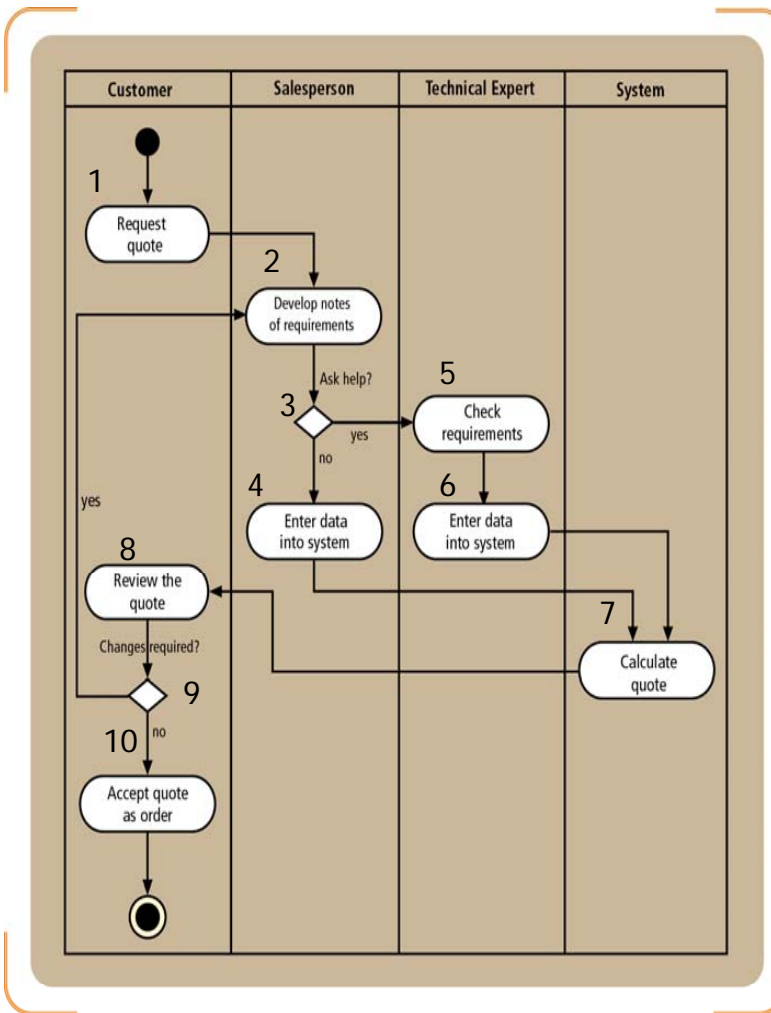 Customer
Salesperson
Technical Expert
System
1
Request
quote
2
Develop notes
of requirements
Ask help?
3
yes
no
5
Check
requirements
4
Enter data
into system
6
Enter data
into system
yes
8
Review the
quote
7
Calculate
quote
Changes required?
9
no
10
Accept quote
as order